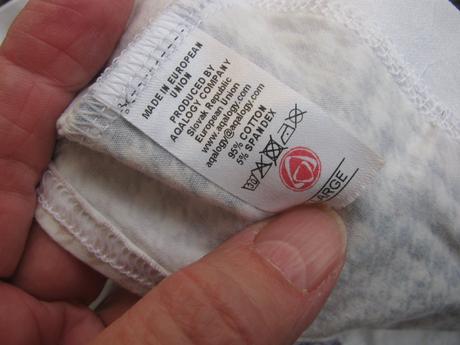 MADE IN EUROPEAN
UNION
PRODUCED BY
AQALOGY COMPANY
Slovak Republic
European Union
www.aqalogy.com
aqalogy@aqalogy.com
95% COTTON
5% SPANDEX
LARGE